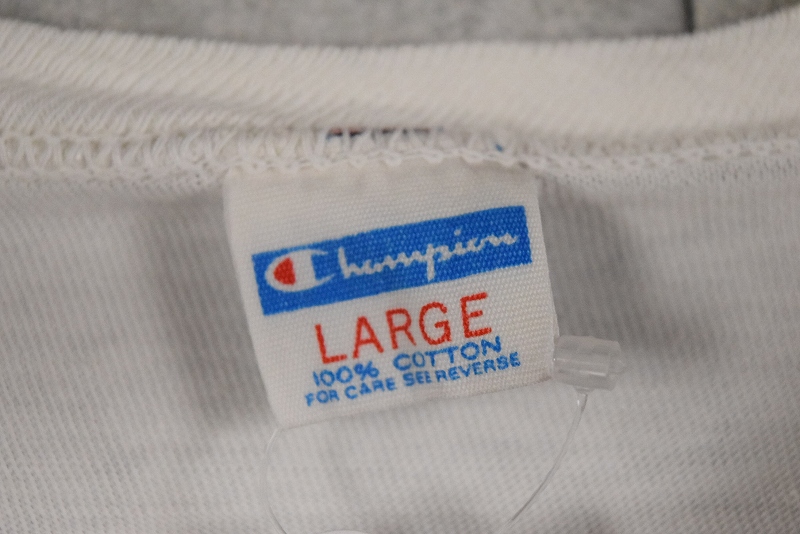 Champion
LARGE
100% COTTON
FOR CARE SEE REVERSE